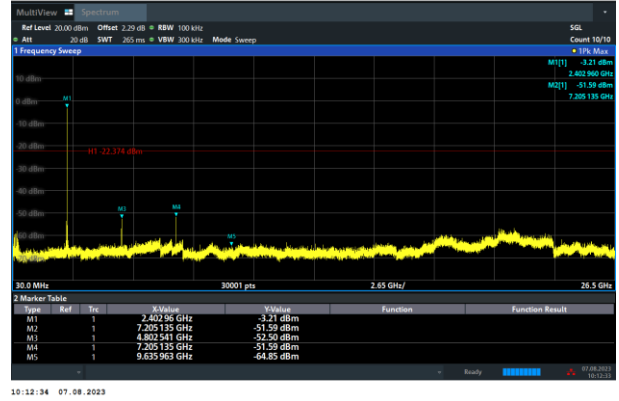 MultiView Spectrum
Ref Level 20.00 dBm Offset 2.29 dB RBW 100 kHz SGL
Att 20 dB SWT 265 ms VBW 300 kHz Mode Sweep Count 10/10
1 Frequency Sweep 1Pk Max
M1[1] -3.21 dBm
2.402 960 GHz
M2[1] -51.59 dBm
7.205 135 GHz
10 dBm
0 dBm
M1
-10 dBm
-20 dBm
H1 -22.374 dBm
-30 dBm
-40 dBm
-50 dBm
M3 M4
M5
30.0 MHz 30001 pts 2.65 GHz/ 26.5 GHz
2 Marker Table
Type Ref Trc X-Value Y-Value Function Function Result
M1 1 2.402 96 GHz -3.21 dBm
M2 1 7.205 135 GHz -51.59 dBm
M3 1 4.802 541 GHz -52.50 dBm
M4 1 7.205 135 GHz -51.59 dBm
M5 1 9.635 963 GHz -64.85 dBm
Ready 07.08.2023
10:12:33
10:12:34 07.08.2023